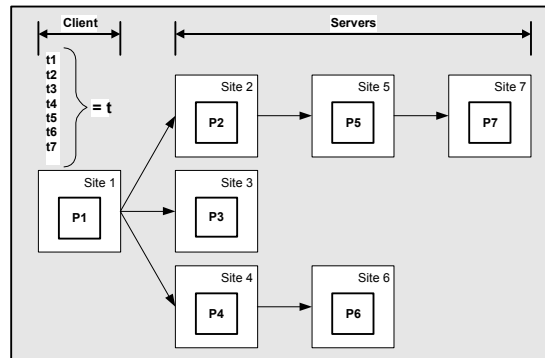 Client
Servers
t1
t2
t3
t4
t5
t6
t7
= t
Site 2
P2
Site 5
P5
Site 7
P7
Site 1
P1
Site 3
P3
Site 4
P4
Site 6
P6